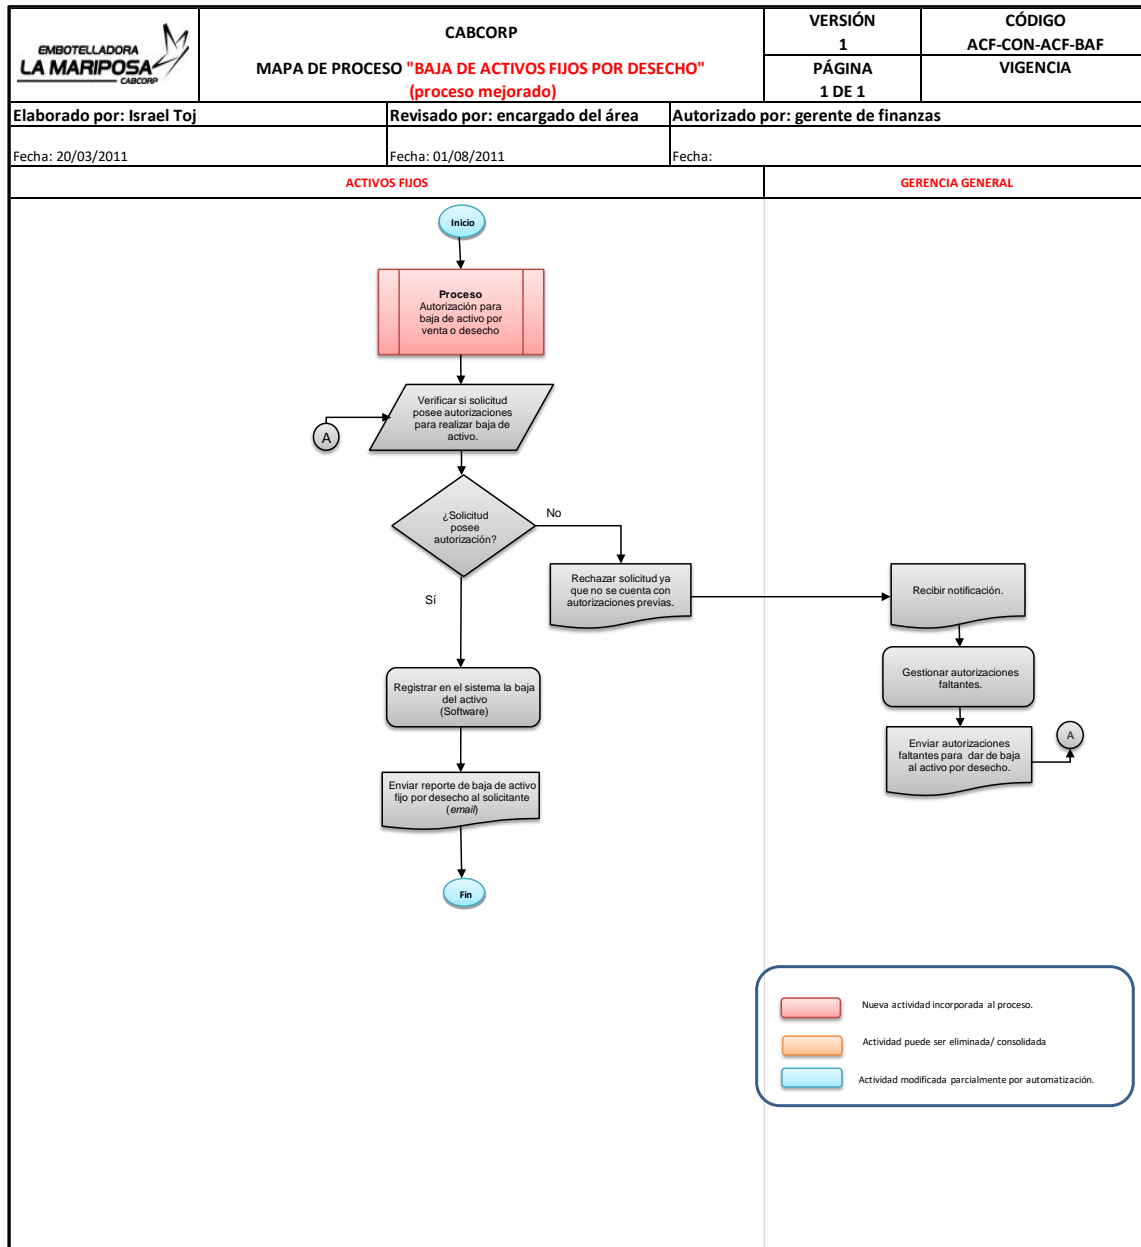 EMBOTELLADORA
LA MARIPOSA
CABCORP
CABCORP
MAPA DE PROCESO "BAJA DE ACTIVOS FIJOS POR DESECHO"
(proceso mejorado)
VERSIÓN
1
CÓDIGO
ACF-CON-ACF-BAF
PÁGINA
1 DE 1
VIGENCIA
Elaborado por: Israel Toj
Revisado por: encargado del área
Autorizado por: gerente de finanzas
Fecha: 20/03/2011
Fecha: 01/08/2011
Fecha:
ACTIVOS FIJOS
GERENCIA GENERAL
Inicio
Proceso
Autorización para
baja de activo por
venta o desecho
Verificar si solicitud
posee autorizaciones
para realizar baja de
activo.
A
¿Solicitud
posee
autorización?
No
Rechazar solicitud ya
que no se cuenta con
autorizaciones previas.
Recibir notificación.
Sí
Gestionar autorizaciones
faltantes.
Registrar en el sistema la baja
del activo
(Software)
Enviar autorizaciones
faltantes para dar de baja
al activo por desecho.
A
Enviar reporte de baja de activo
fijo por desecho al solicitante
(email)
Fin
Nueva actividad incorporada al proceso.
Actividad puede ser eliminada/ consolidada
Actividad modificada parcialmente por automatización.